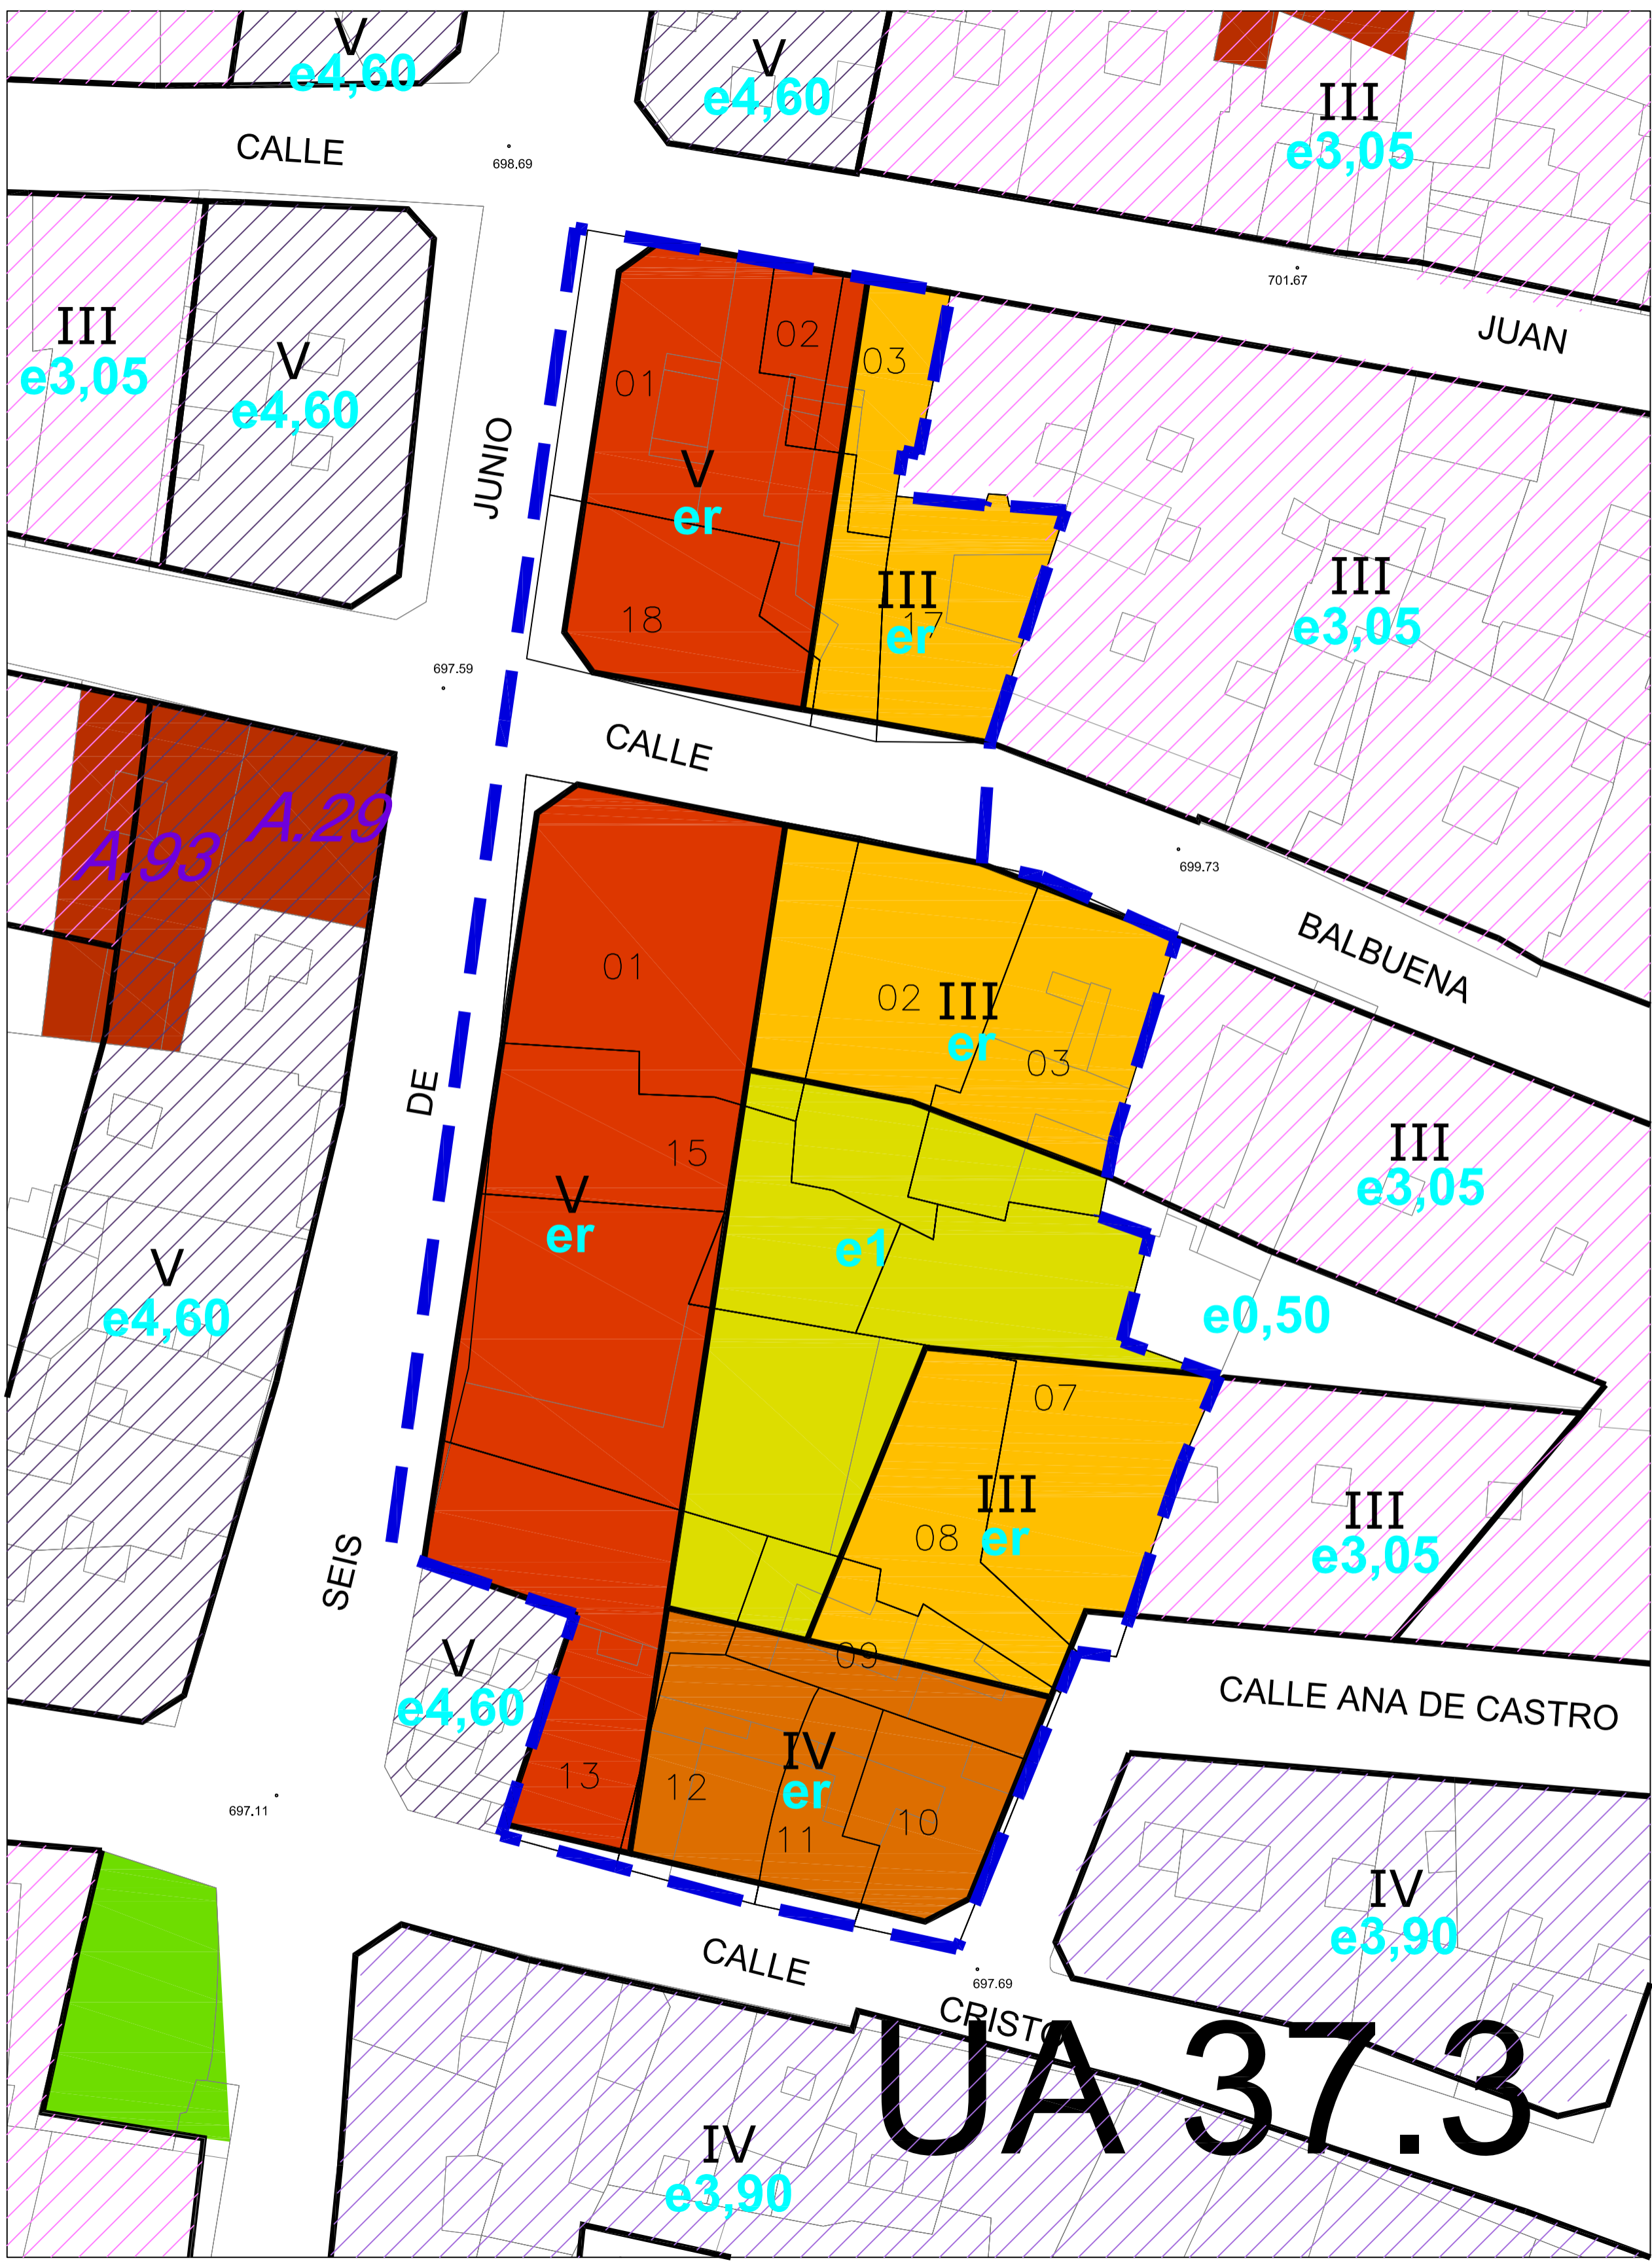 V
e4,60
V
e4,60
III
e3,05
CALLE
698.69
701.67
JUAN
III
e3,05
V
e4,60
01
02
03
JUNIO
V
er
III
17
er
18
III
e3,05
697.59
CALLE
A.29
A.93
699.73
BALBUENA
01
02
III
er
03
DE
15
V
er
III
e3,05
e1
V
e4,60
e0,50
07
III
er
08
III
e3,05
SEIS
V
e4,60
09
CALLE ANA DE CASTRO
IV
er
13
12
11
10
697.11
IV
e3,90
CALLE
697.69
CRISTO
UA 37.3
IV
e3,90